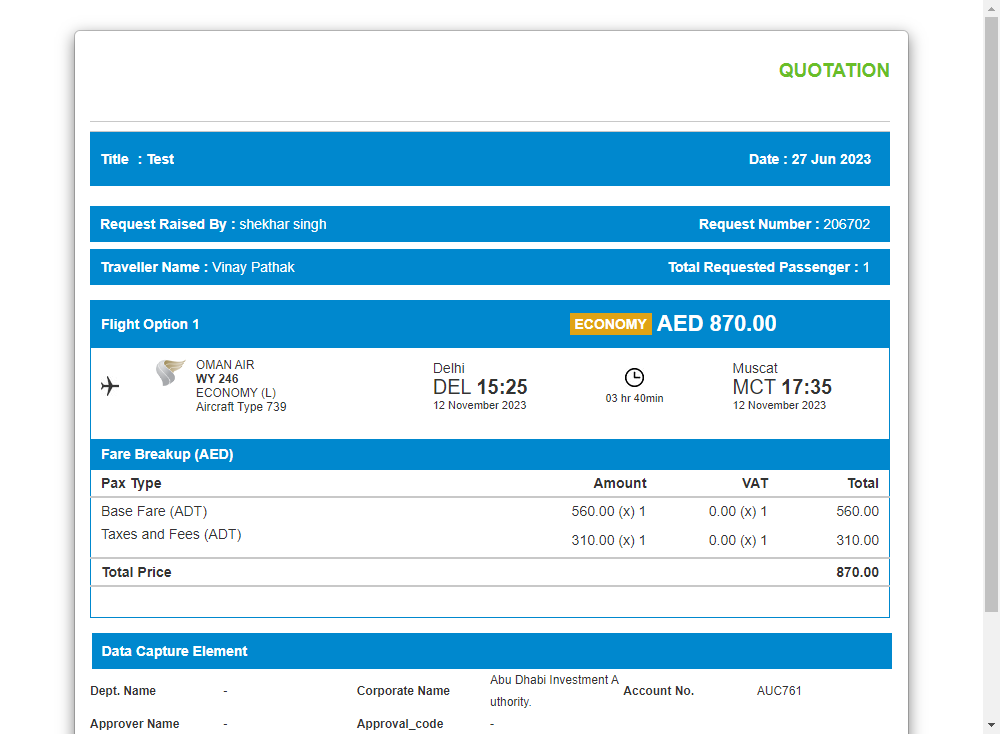 QUOTATION
Title : Test Date : 27 Jun 2023
Request Raised By : shekhar singh Request Number : 206702
Traveller Name : Vinay Pathak Total Requested Passenger : 1
Flight Option 1 ECONOMY AED 870.00
OMAN AIR
WY 246
ECONOMY (L)
Aircraft Type 739
Delhi
DEL 15:25
12 November 2023
03 hr 40min
Muscat
MCT 17:35
12 November 2023
Fare Breakup (AED)
Pax Type Amount VAT Total
Base Fare (ADT) 560.00 (x) 1 0.00 (x) 1 560.00
Taxes and Fees (ADT) 310.00 (x) 1 0.00 (x) 1 310.00
Total Price 870.00
Data Capture Element
Dept. Name - Corporate Name Abu Dhabi Investment A
uthority. Account No. AUC761
Approver Name - Approval_code -